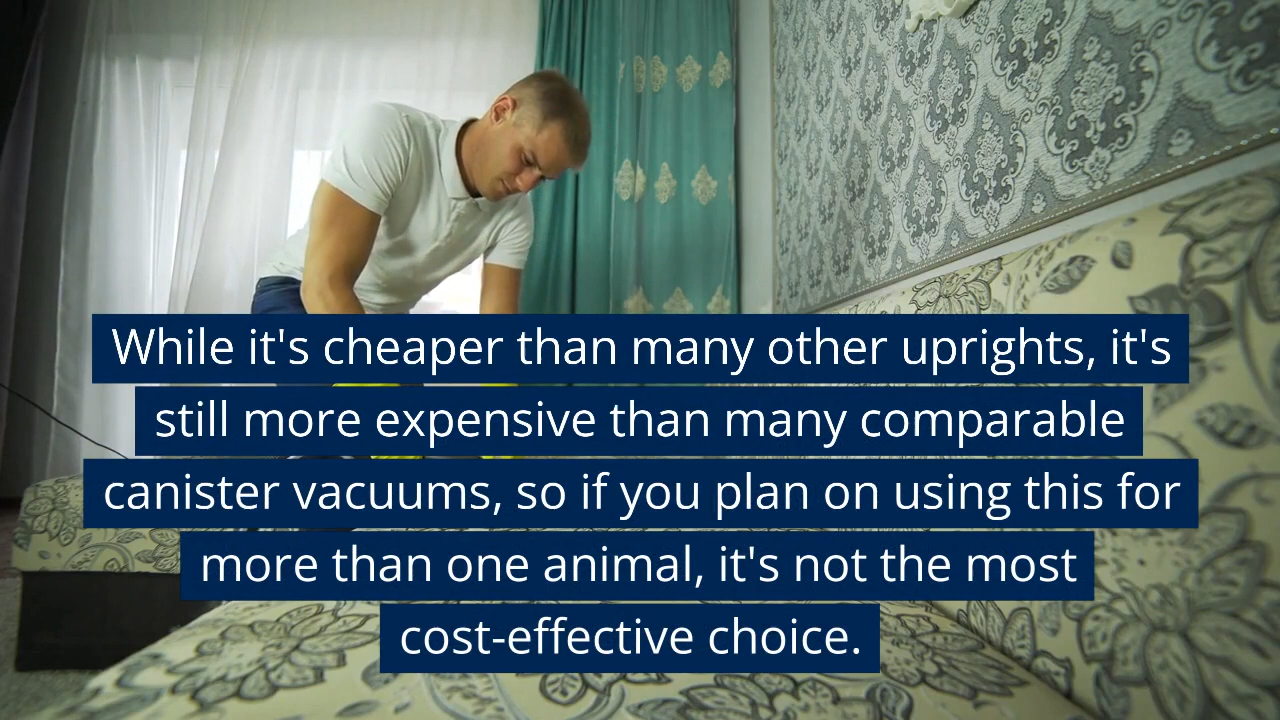 While it's cheaper than many other uprights, it's
still more expensive than many comparable
canister vacuums, so if you plan on using this for
more than one animal, it's not the most
cost-effective choice.